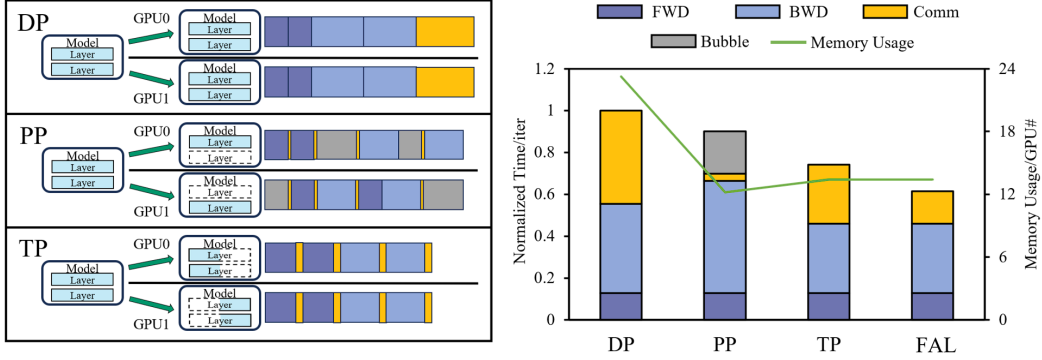 DP
Model
Layer
Layer
GPU0
GPU1
Model
Layer
Layer
Model
Layer
Layer
PP
Model
Layer
Layer
GPU0
GPU1
Model
Layer
Layer
Model
Layer
Layer
TP
Model
Layer
Layer
GPU0
GPU1
Model
Layer
Layer
Model
Layer
Layer
FWD BWD Comm
Bubble Memory Usage
Normalized Time/iter
1.2
1
0.8
0.6
0.4
0.2
0
24
18
12
6
0
Memory Usage/GPU#
DP PP TP FAL